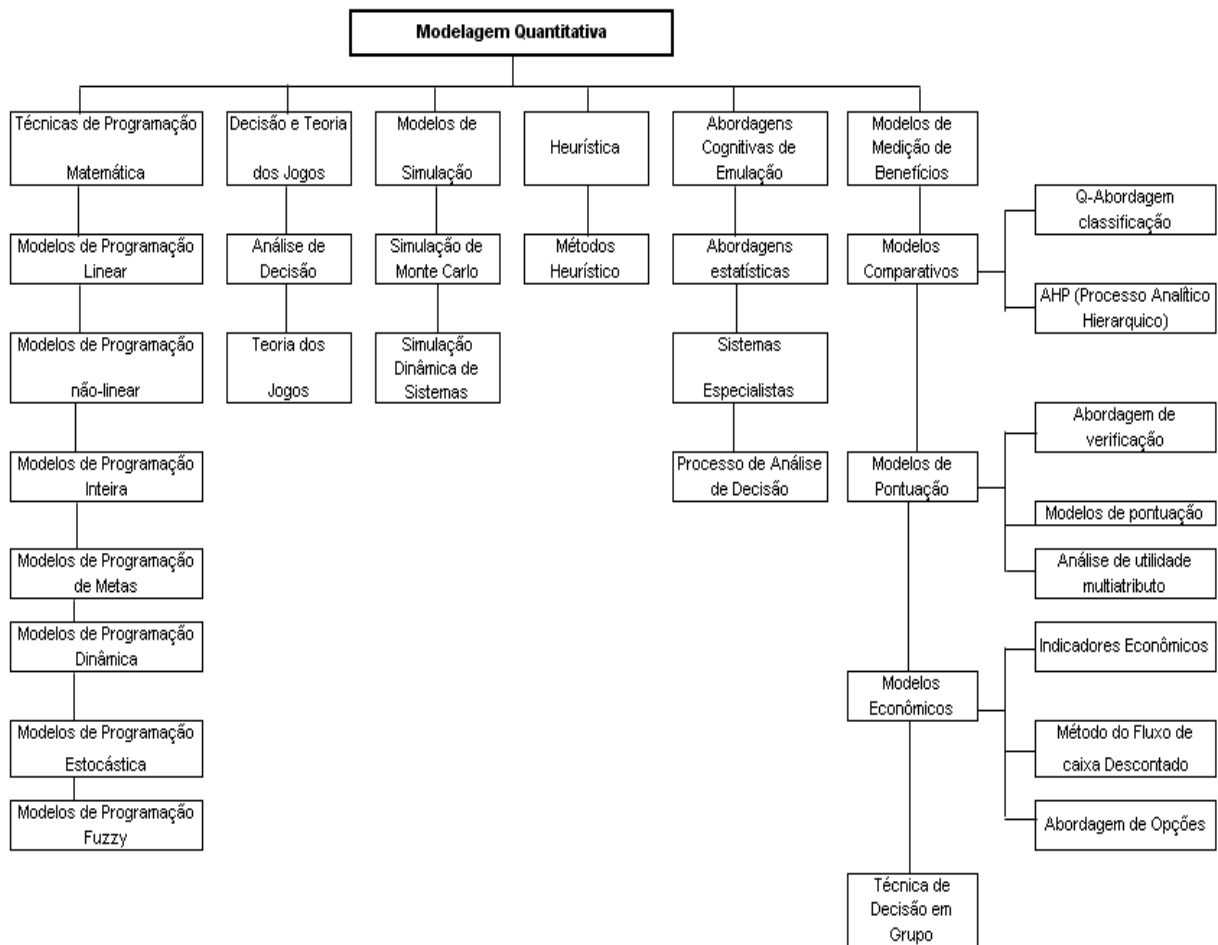 Modelagem Quantitativa
Técnicas de Programação
Matemática
Decisão e Teoria
dos Jogos
Modelos de
Simulação
Heurística
Abordagens
Cognitivas de
Emulação
Modelos de
Medição de
Benefícios
Q-Abordagem
classificação
Modelos de Programação
Linear
Análise de
Decisão
Simulação de
Monte Carlo
Métodos
Heurístico
Abordagens
estatísticas
Modelos
Comparativos
AHP (Processo Analítico
Hierarquico)
Modelos de Programação
não-linear
Teoria dos
Jogos
Simulação
Dinâmica de
Sistemas
Sistemas
Especialistas
Abordagem de
verificação
Modelos de Programação
Inteira
Processo de Análise
de Decisão
Modelos de
Pontuação
Modelos de pontuação
Análise de utilidade
multiatributo
Modelos de Programação
de Metas
Modelos de Programação
Dinâmica
Indicadores Econômicos
Modelos
Econômicos
Método do Fluxo de
caixa Descontado
Modelos de Programação
Estocástica
Abordagem de Opções
Modelos de Programação
Fuzzy
Técnica de
Decisão em
Grupo